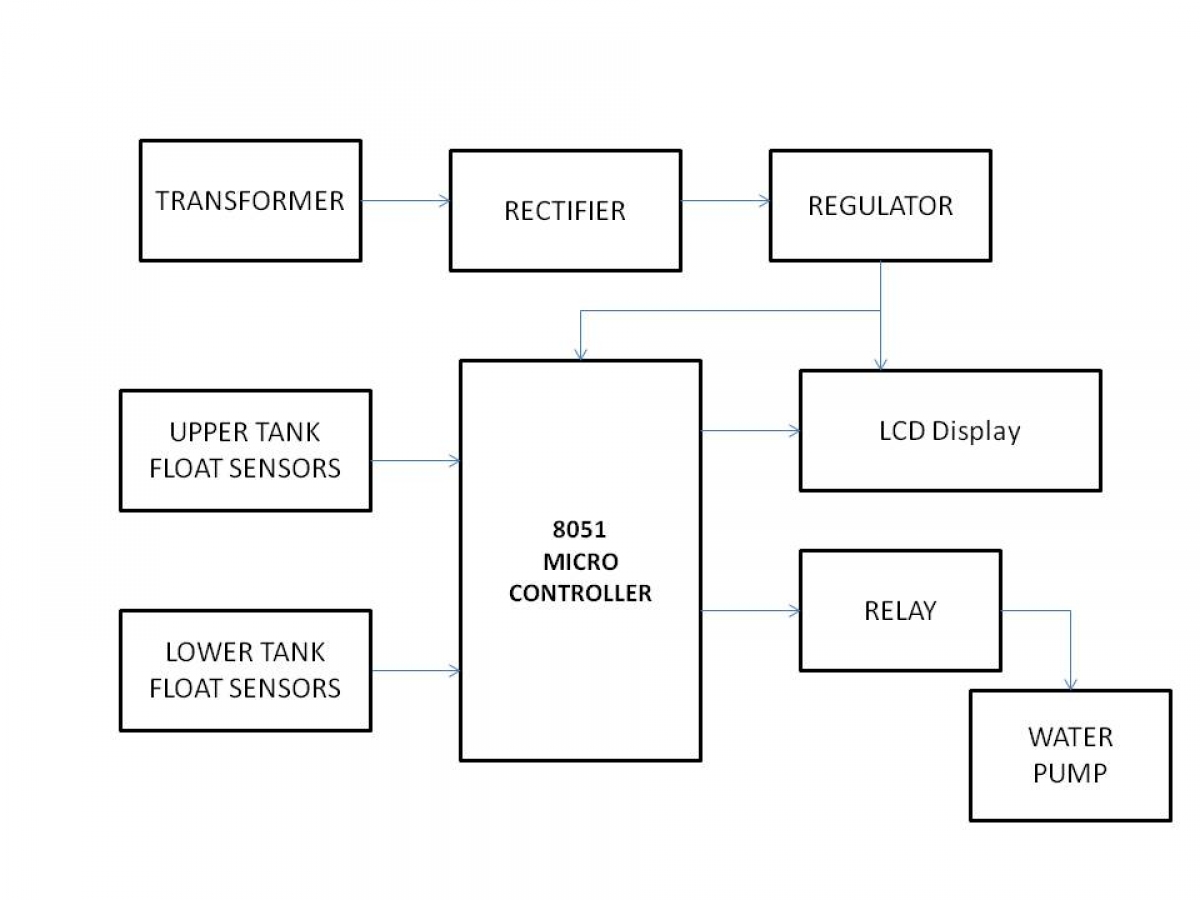 TRANSFORMER
RECTIFIER
REGULATOR
UPPER TANK
FLOAT SENSORS
LCD Display
8051
MICRO
CONTROLLER
RELAY
LOWER TANK
FLOAT SENSORS
WATER
PUMP